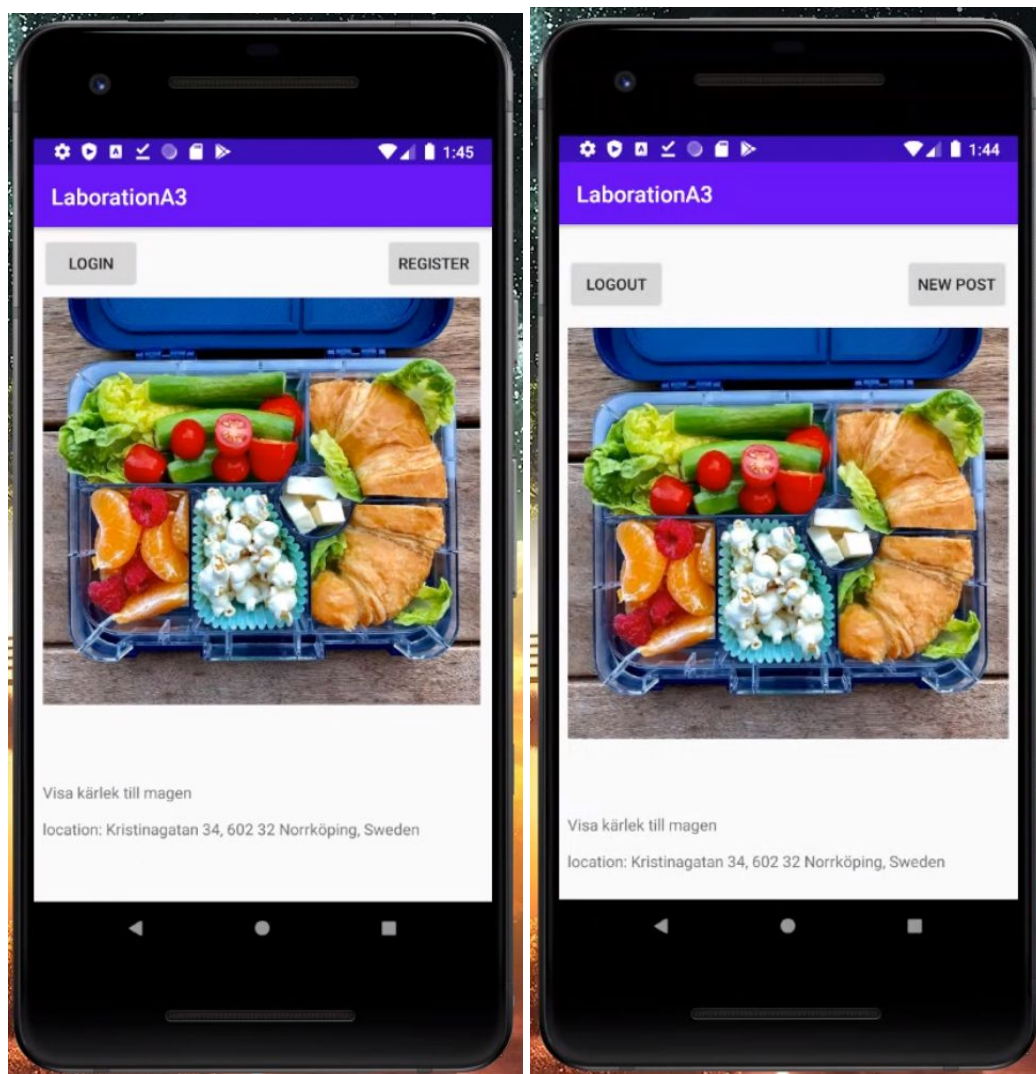 1:45
LaborationA3
LOGIN
REGISTER
Visa kärlek till magen
location: Kristinagatan 34, 602 32 Norrköping, Sweden
1:44
LaborationA3
LOGOUT
NEW POST
Visa kärlek till magen
location: Kristinagatan 34, 602 32 Norrköping, Sweden